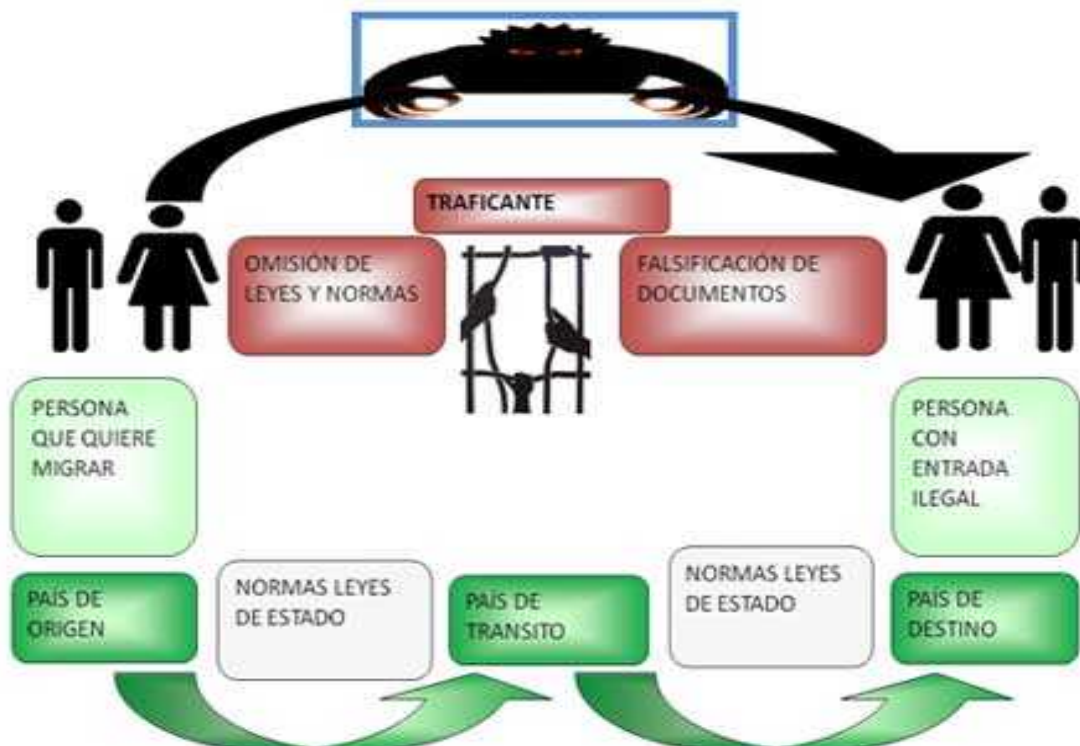 TRAFICANTE
OMISIÓN DE
LEYES Y NORMAS
FALSIFICACIÓN DE
DOCUMENTOS
PERSONA
QUE QUIERE
MIGRAR
PERSONA
CON
ENTRADA
ILEGAL
PAÍS DE
ORIGEN
NORMAS LEYES
DE ESTADO
PAÍS DE
TRANSITO
NORMAS LEYES
DE ESTADO
PAÍS DE
DESTINO